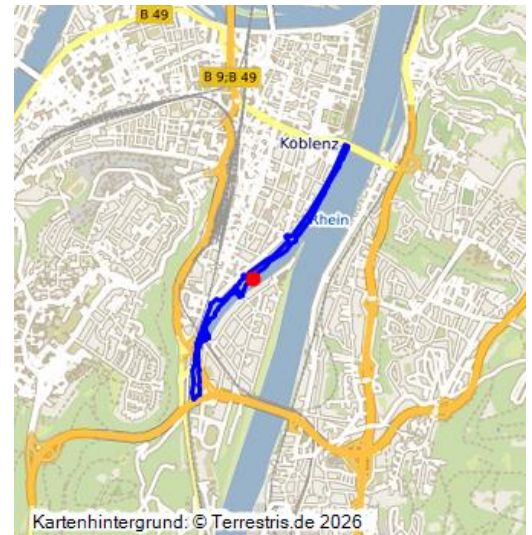 B 49
B 9;B 49
Koblenz
Rhein
Kartenhintergrund: © Terrestris.de 2026